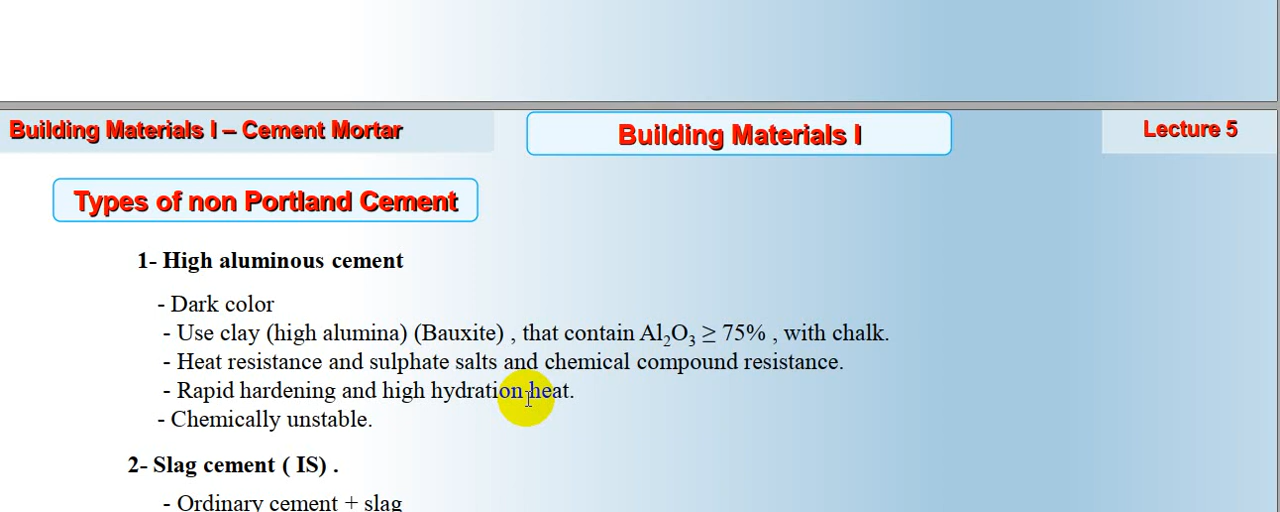 Building Materials I – Cement Mortar
Building Materials I
Lecture 5
Types of non Portland Cement
1- High aluminous cement
- Dark color
- Use clay (high alumina) (Bauxite) , that contain Al₂O₃ ≥ 75% , with chalk.
- Heat resistance and sulphate salts and chemical compound resistance.
- Rapid hardening and high hydration heat.
- Chemically unstable.
2- Slag cement ( IS) .
- Ordinary cement + slag